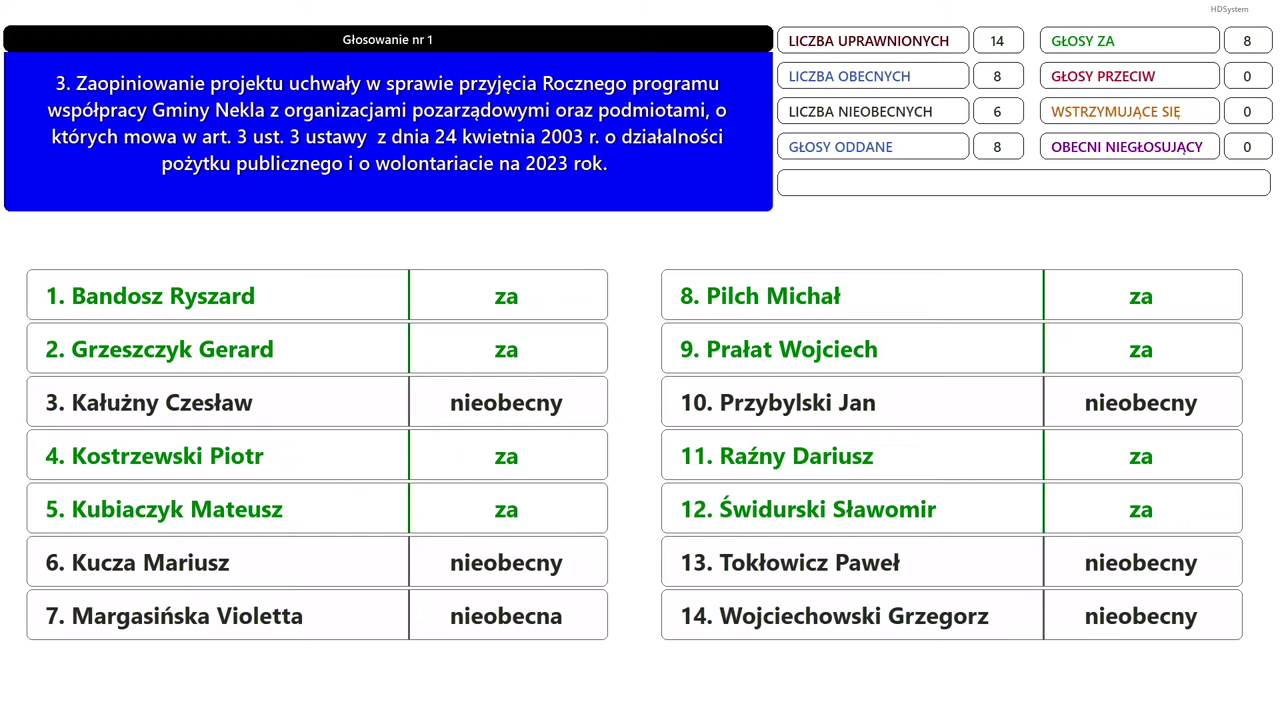 HDSystem
Głosowanie nr 1
3. Zaopiniowanie projektu uchwały w sprawie przyjęcia Rocznego programu
współpracy Gminy Nekla z organizacjami pozarządowymi oraz podmiotami, o
których mowa w art. 3 ust. 3 ustawy  z dnia 24 kwietnia 2003 r. o działalności
pożytku publicznego i o wolontariacie na 2023 rok.
LICZBA UPRAWNIONYCH 14 GŁOSY ZA 8
LICZBA OBECNYCH 8 GŁOSY PRZECIW 0
LICZBA NIEOBECNYCH 6 WSTRZYMUJĄCE SIĘ 0
GŁOSY ODDANE 8 OBECNI NIEGŁOSUJĄCY 0
1. Bandosz Ryszard za
2. Grzeszczyk Gerard za
3. Kałużny Czesław nieobecny
4. Kostrzewski Piotr za
5. Kubiaczyk Mateusz za
6. Kucza Mariusz nieobecny
7. Margasińska Violetta nieobecna
8. Pilch Michał za
9. Prałat Wojciech za
10. Przybylski Jan nieobecny
11. Raźny Dariusz za
12. Świdurski Sławomir za
13. Tokłowicz Paweł nieobecny
14. Wojciechowski Grzegorz nieobecny